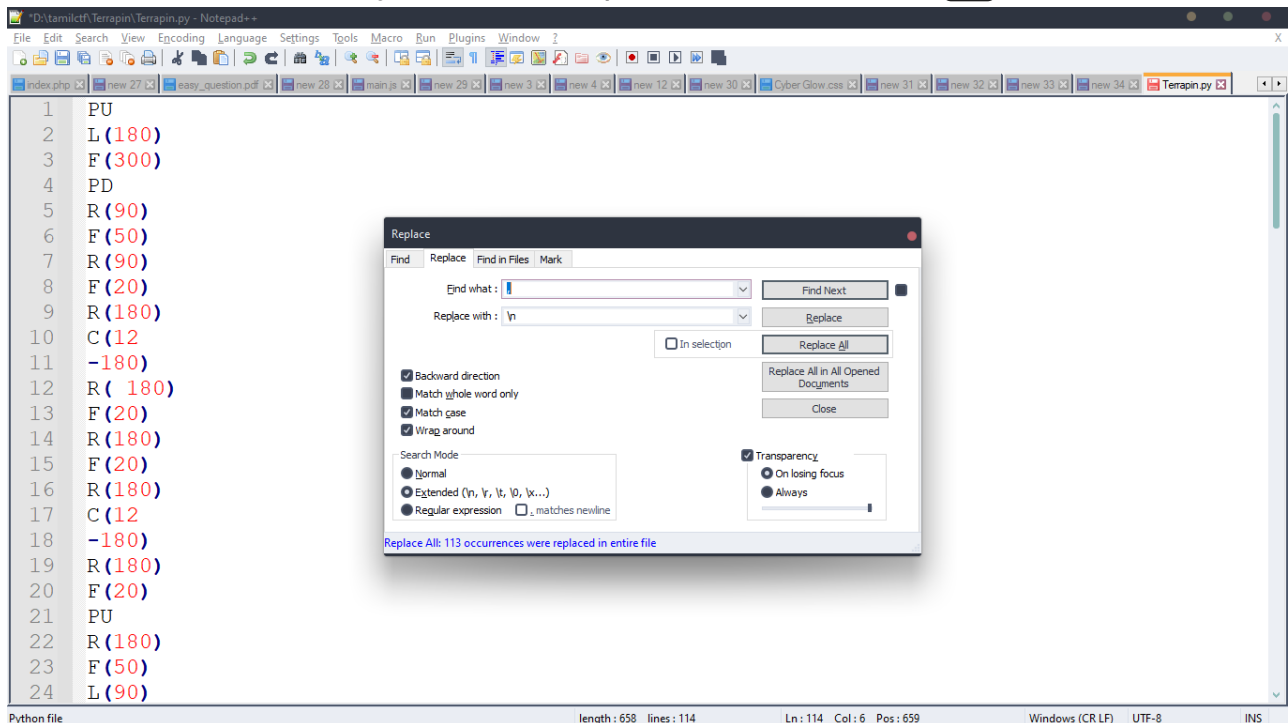 *D:\tamilctf\Terrapin\Terrapin.py - Notepad++
File Edit Search View Encoding Language Settings Tools Macro Run Plugins Window ? X
index.php new 27 easy_question.pdf new 28 main.js new 29 new 3 new 4 new 12 new 30 Cyber Glow.css new 31 new 32 new 33 new 34 Terrapin.py
1 PU
2 L(180)
3 F(300)
4 PD
5 R(90)
6 F(50)
7 R(90)
8 F(20)
9 R(180)
10 C(12
11 -180)
12 R( 180)
13 F(20)
14 R(180)
15 F(20)
16 R(180)
17 C(12
18 -180)
19 R(180)
20 F(20)
21 PU
22 R(180)
23 F(50)
24 L(90)
Replace
Find Replace Find in Files Mark
Find what : , Find Next
Replace with : \n Replace
In selection Replace All
Backward direction Replace All in All Opened Documents
Match whole word only
Match case Close
Wrap around
Search Mode Transparency
Normal On losing focus
Extended (\n, \r, \t, \0, \x...) Always
Regular expression . matches newline
Replace All: 113 occurrences were replaced in entire file
Python file length : 658 lines : 114 Ln : 114 Col : 6 Pos : 659 Windows (CR LF) UTF-8 INS